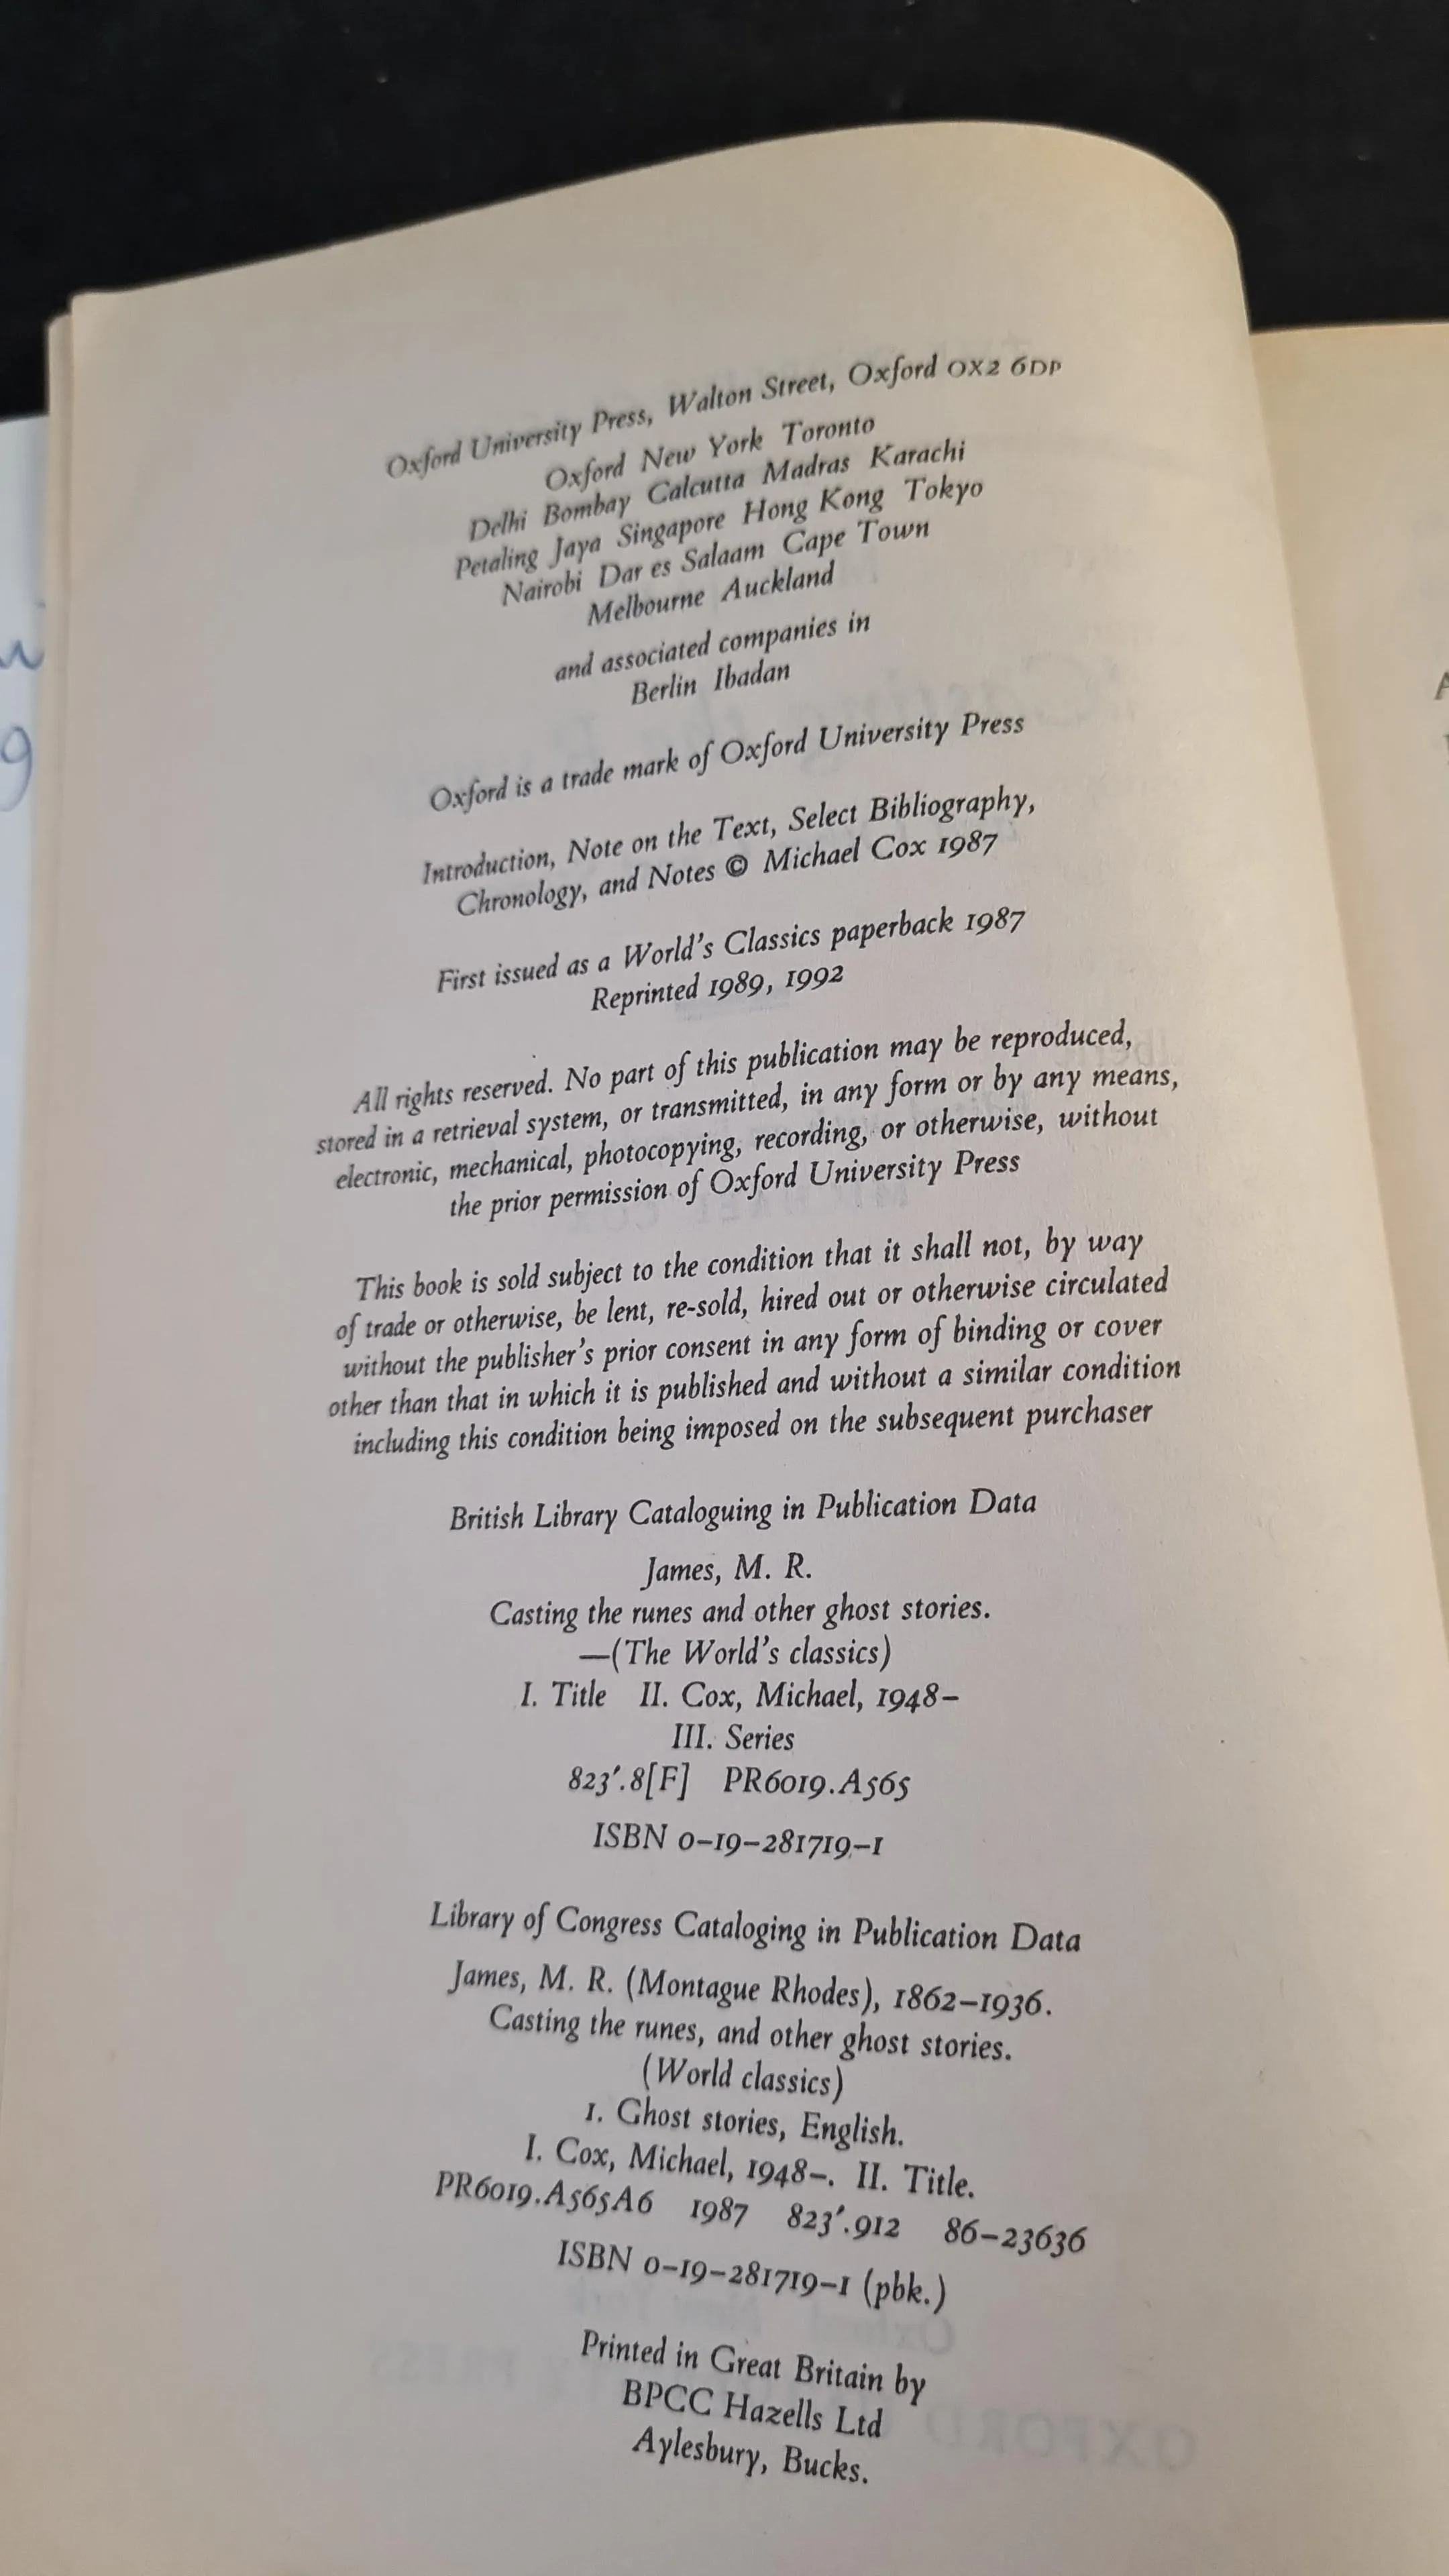 Oxford University Press, Walton Street, Oxford OX2 6DP
Oxford New York Toronto
Delhi Bombay Calcutta Madras Karachi
Petaling Jaya Singapore Hong Kong Tokyo
Nairobi Dar es Salaam Cape Town
Melbourne Auckland
and associated companies in
Berlin Ibadan
Oxford is a trade mark of Oxford University Press
Introduction, Note on the Text, Select Bibliography,
Chronology, and Notes © Michael Cox 1987
First issued as a World's Classics paperback 1987
Reprinted 1989, 1992
All rights reserved. No part of this publication may be reproduced,
stored in a retrieval system, or transmitted, in any form or by any means,
electronic, mechanical, photocopying, recording, or otherwise, without
the prior permission of Oxford University Press
This book is sold subject to the condition that it shall not, by way
of trade or otherwise, be lent, re-sold, hired out or otherwise circulated
without the publisher's prior consent in any form of binding or cover
other than that in which it is published and without a similar condition
including this condition being imposed on the subsequent purchaser
British Library Cataloguing in Publication Data
James, M. R.
Casting the runes and other ghost stories.
—(The World's classics)
I. Title II. Cox, Michael, 1948–
III. Series
823′.8[F] PR6019.A565
ISBN 0–19–281719–1
Library of Congress Cataloging in Publication Data
James, M. R. (Montague Rhodes), 1862–1936.
Casting the runes, and other ghost stories.
(World classics)
1. Ghost stories, English.
I. Cox, Michael, 1948–. II. Title.
PR6019.A565A6 1987 823′.912 86–23636
ISBN 0–19–281719–1 (pbk.)
Printed in Great Britain by
BPCC Hazells Ltd
Aylesbury, Bucks.